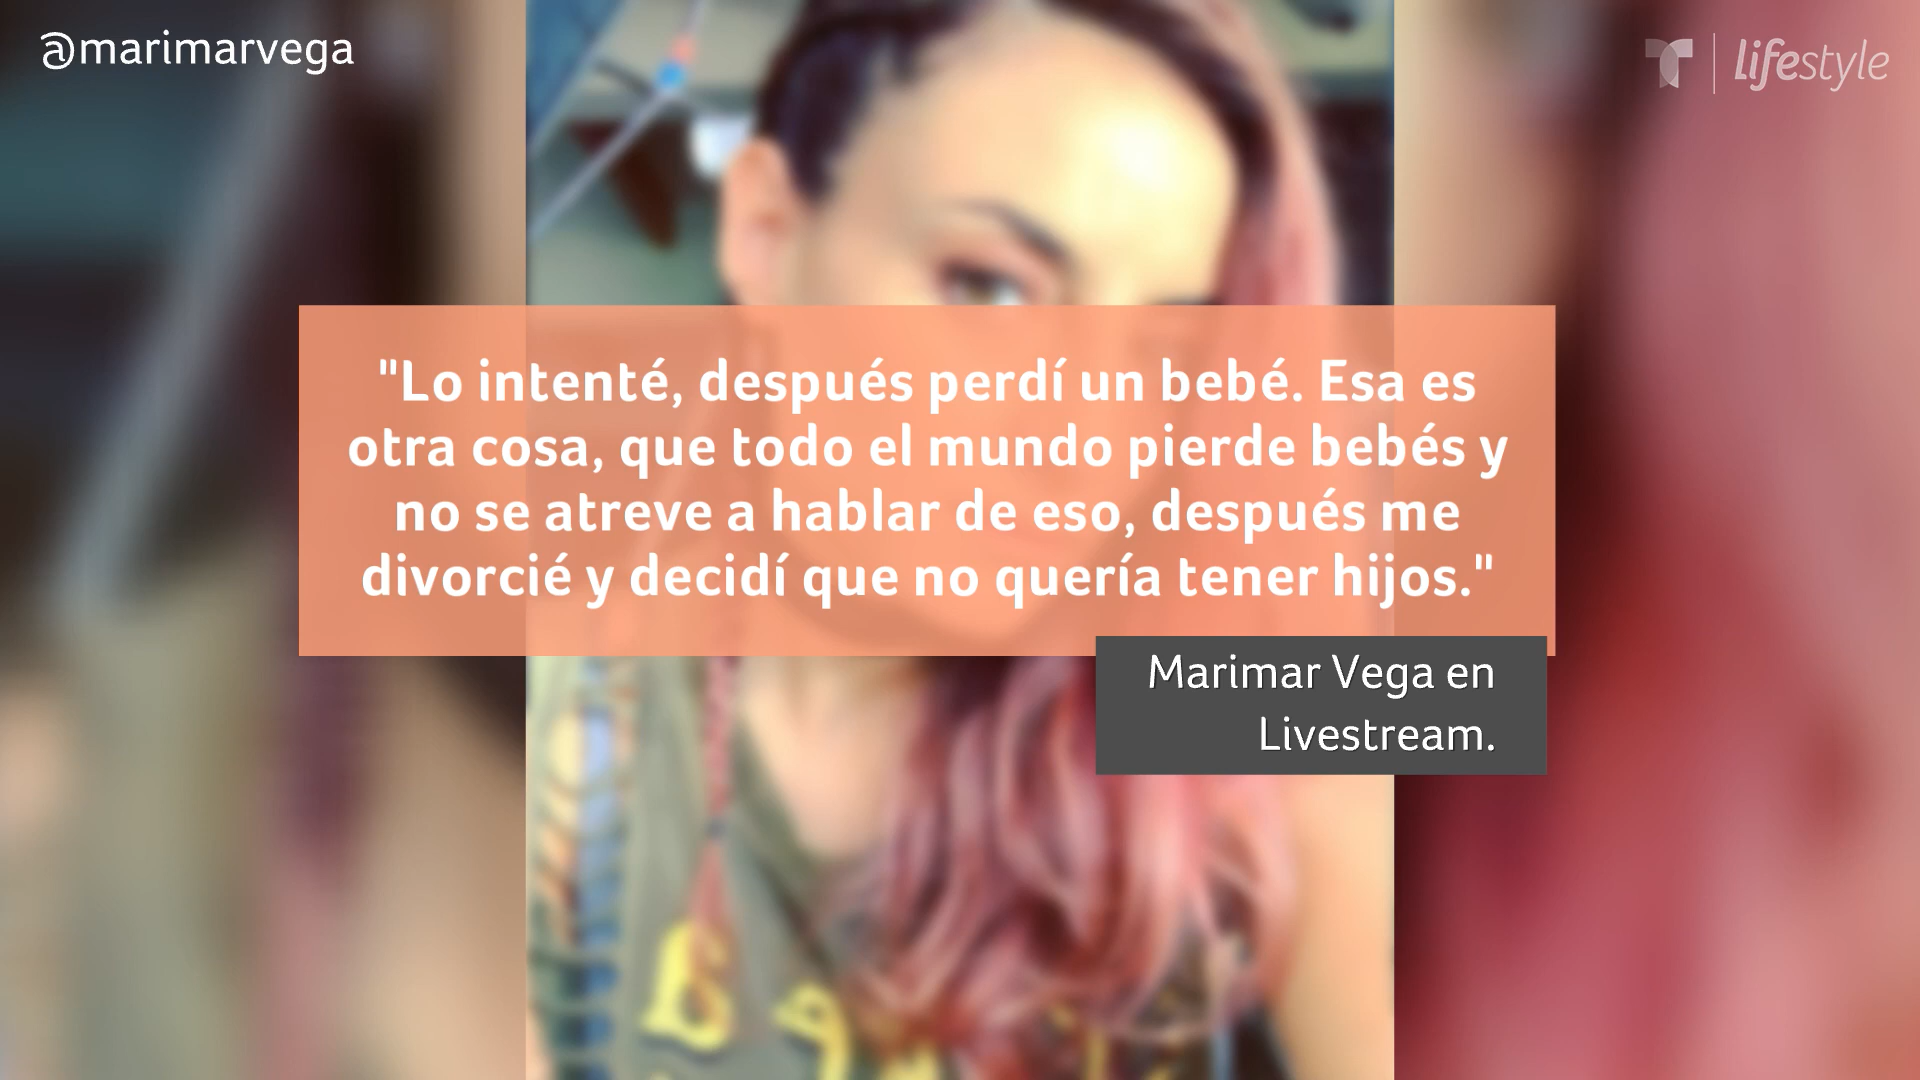 @marimarvega
lifestyle
"Lo intenté, después perdí un bebé. Esa es
otra cosa, que todo el mundo pierde bebés y
no se atreve a hablar de eso, después me
divorcié y decidí que no quería tener hijos."
Marimar Vega en
Livestream.